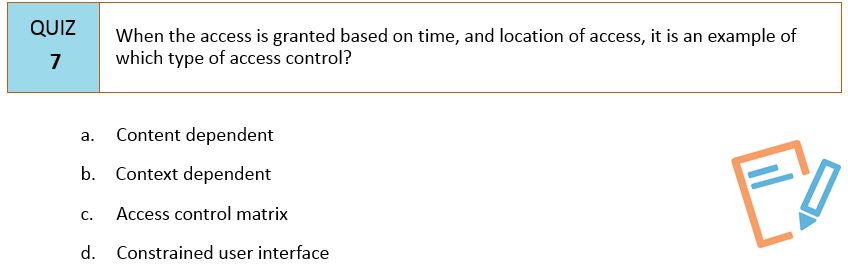 QUIZ
7
When the access is granted based on time, and location of access, it is an example of
which type of access control?
a. Content dependent
b. Context dependent
c. Access control matrix
d. Constrained user interface